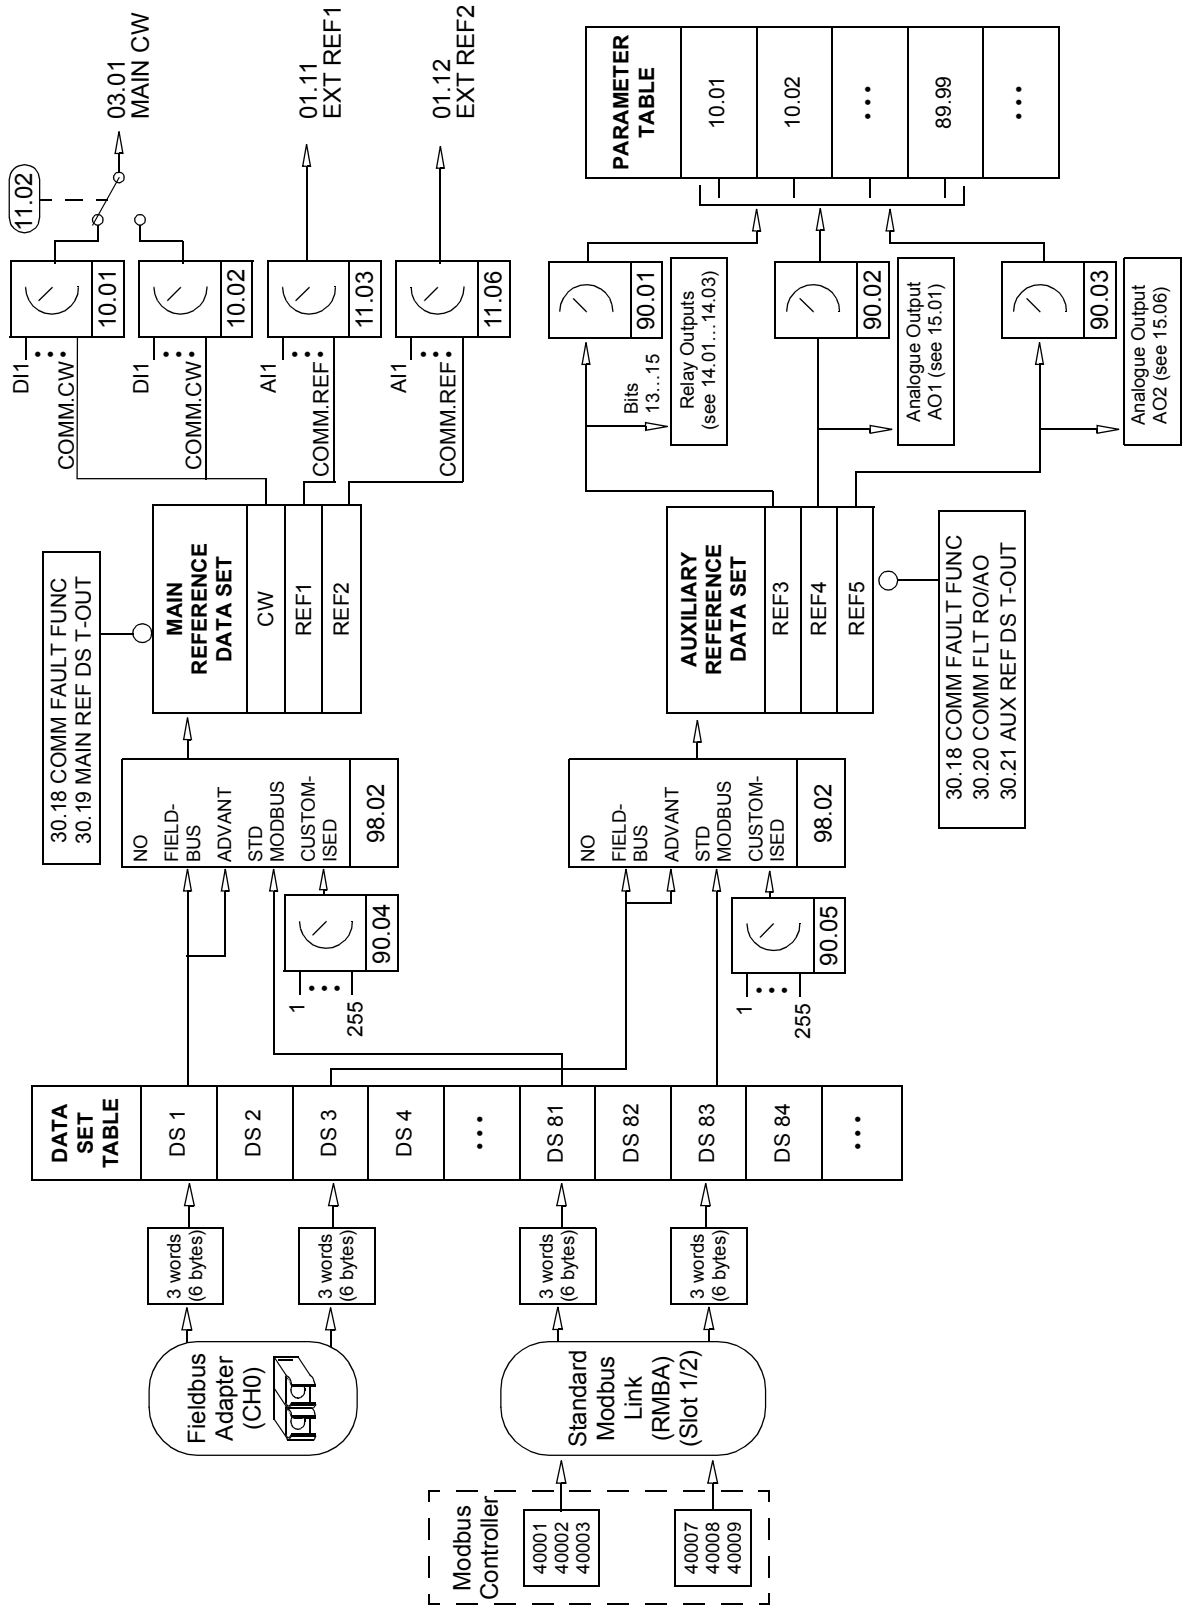 Modbus
Controller
40001
40002
40003
40007
40008
40009
Fieldbus
Adapter
(CH0)
Standard
Modbus
Link
(RMBA)
(Slot 1/2)
3 words
(6 bytes)
3 words
(6 bytes)
3 words
(6 bytes)
3 words
(6 bytes)
DATA
SET
TABLE
DS 1
DS 2
DS 3
DS 4
•••
DS 81
DS 82
DS 83
DS 84
•••
1
•••
255
90.04
1
•••
255
90.05
NO
FIELD-
BUS
ADVANT
STD
MODBUS
CUSTOM-
ISED
98.02
NO
FIELD-
BUS
ADVANT
STD
MODBUS
CUSTOM-
ISED
98.02
30.18 COMM FAULT FUNC
30.19 MAIN REF DS T-OUT
MAIN
REFERENCE
DATA SET
CW
REF1
REF2
AUXILIARY
REFERENCE
DATA SET
REF3
REF4
REF5
30.18 COMM FAULT FUNC
30.20 COMM FLT RO/AO
30.21 AUX REF DS T-OUT
DI1
•••
COMM.CW
10.01
DI1
•••
COMM.CW
10.02
AI1
•••
COMM.REF
11.03
AI1
•••
COMM.REF
11.06
11.02
03.01
MAIN CW
01.11
EXT REF1
01.12
EXT REF2
Bits
13...15
Relay Outputs
(see 14.01...14.03)
90.01
Analogue Output
AO1 (see 15.01)
90.02
Analogue Output
AO2 (see 15.06)
90.03
PARAMETER
TABLE
10.01
10.02
•••
89.99
•••